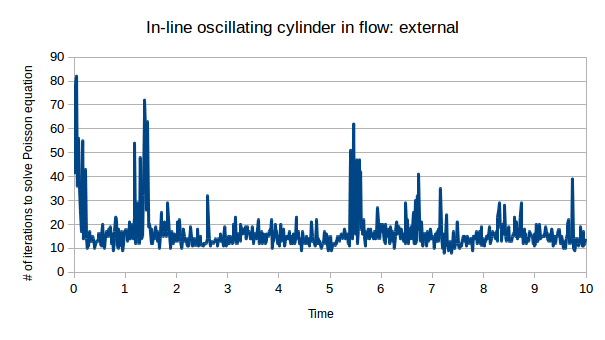 In-line oscillating cylinder in flow: external
# of iterations to solve Poisson equation
90
80
70
60
50
40
30
20
10
0
0 1 2 3 4 5 6 7 8 9 10
Time